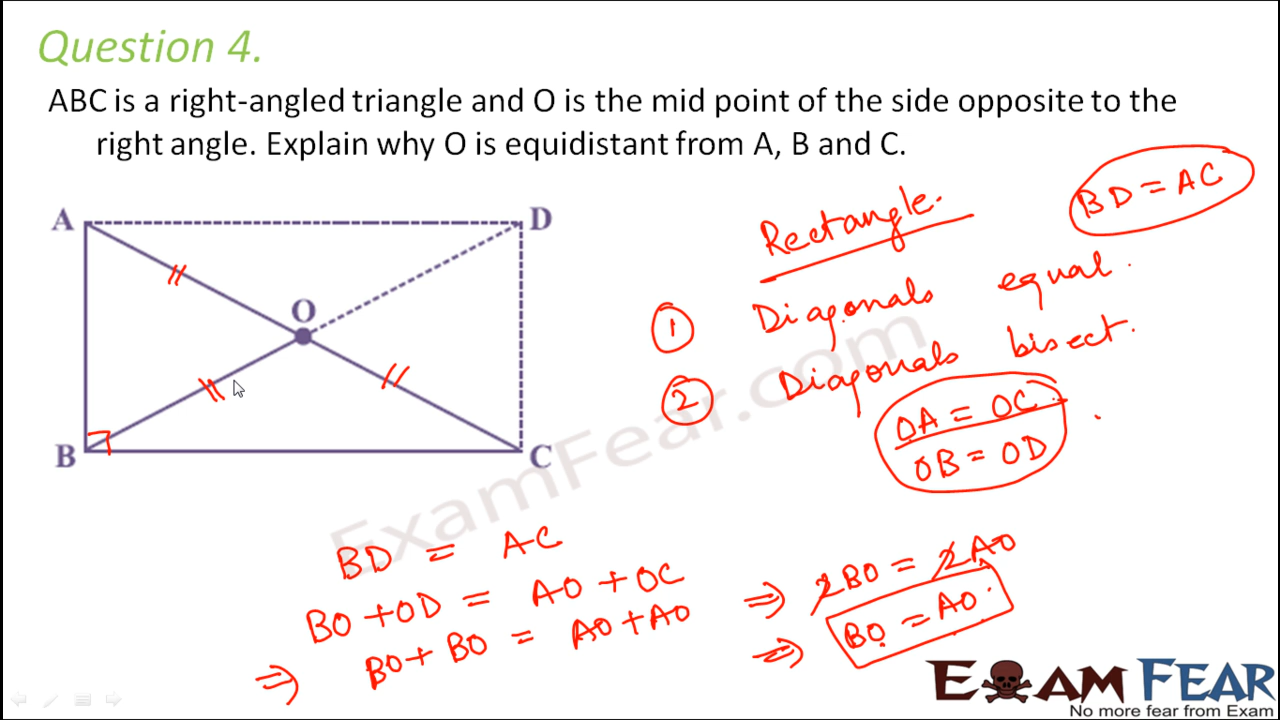 Question 4.
ABC is a right-angled triangle and O is the mid point of the side opposite to the
right angle. Explain why O is equidistant from A, B and C.
BD = AC
Rectangle.
A
D
O
B
C
1 Diagonals equal.
2 Diagonals bisect.
OA = OC
OB = OD
ExamFear.com
BD = AC
BO + OD = AO + OC
⇒ BO + BO = AO + AO
⇒ 2BO = 2AO
⇒ BO = AO
EXAM FEAR
No more fear from Exam